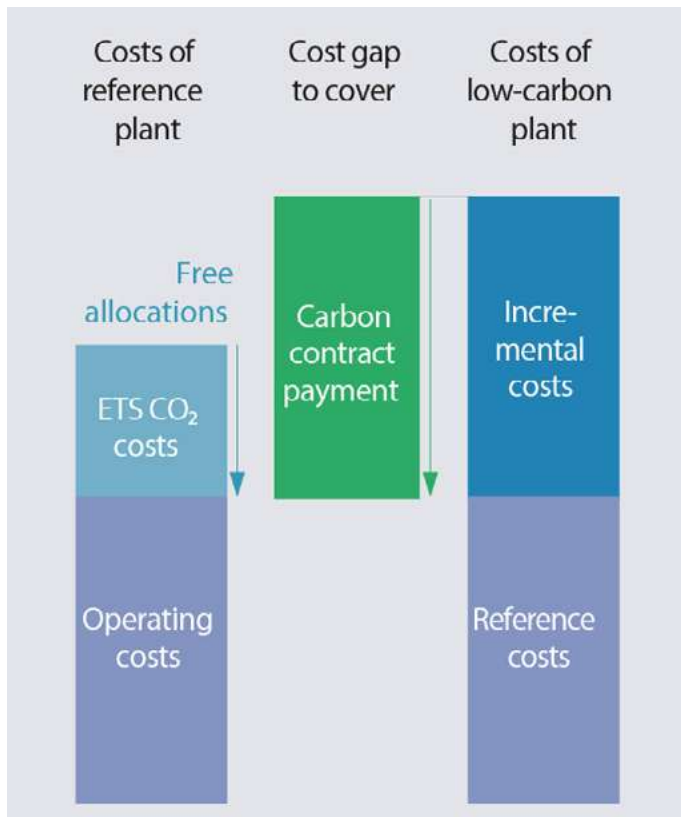 Costs of
reference
plant
Cost gap
to cover
Costs of
low-carbon
plant
Free
allocations
ETS CO₂
costs
Operating
costs
Carbon
contract
payment
Incre-
mental
costs
Reference
costs